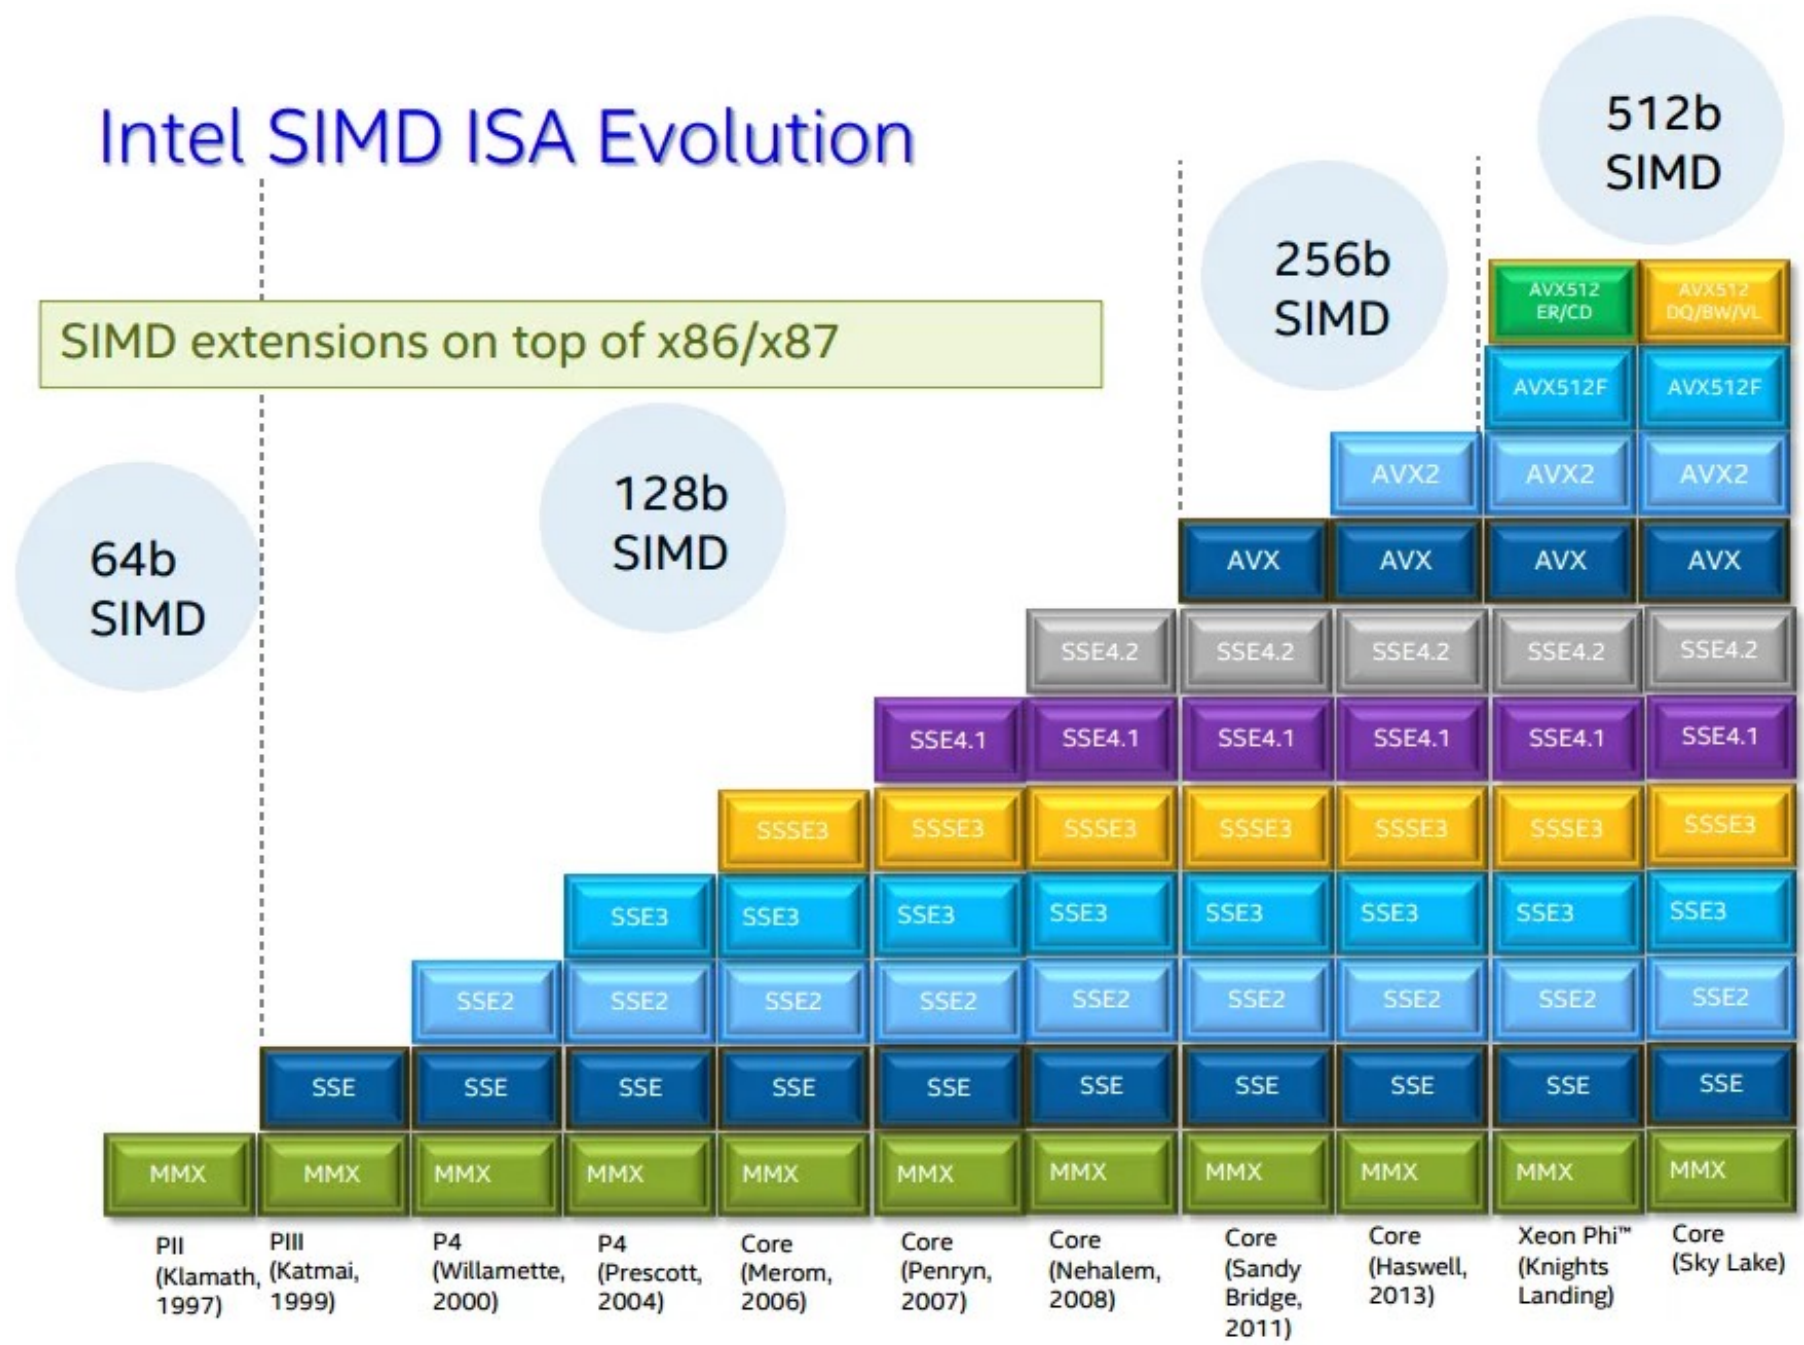 Intel SIMD ISA Evolution
SIMD extensions on top of x86/x87
64b
SIMD
128b
SIMD
256b
SIMD
512b
SIMD
AVX512
ER/CD
AVX512
DQ/BW/VL
AVX512F
AVX512F
AVX2
AVX2
AVX2
AVX
AVX
AVX
AVX
SSE4.2
SSE4.2
SSE4.2
SSE4.2
SSE4.2
SSE4.1
SSE4.1
SSE4.1
SSE4.1
SSE4.1
SSE4.1
SSSE3
SSSE3
SSSE3
SSSE3
SSSE3
SSSE3
SSSE3
SSE3
SSE3
SSE3
SSE3
SSE3
SSE3
SSE3
SSE3
SSE2
SSE2
SSE2
SSE2
SSE2
SSE2
SSE2
SSE2
SSE2
SSE
SSE
SSE
SSE
SSE
SSE
SSE
SSE
SSE
SSE
MMX
MMX
MMX
MMX
MMX
MMX
MMX
MMX
MMX
MMX
MMX
PII
(Klamath,
1997)
PIII
(Katmai,
1999)
P4
(Willamette,
2000)
P4
(Prescott,
2004)
Core
(Merom,
2006)
Core
(Penryn,
2007)
Core
(Nehalem,
2008)
Core
(Sandy
Bridge,
2011)
Core
(Haswell,
2013)
Xeon Phi™
(Knights
Landing)
Core
(Sky Lake)